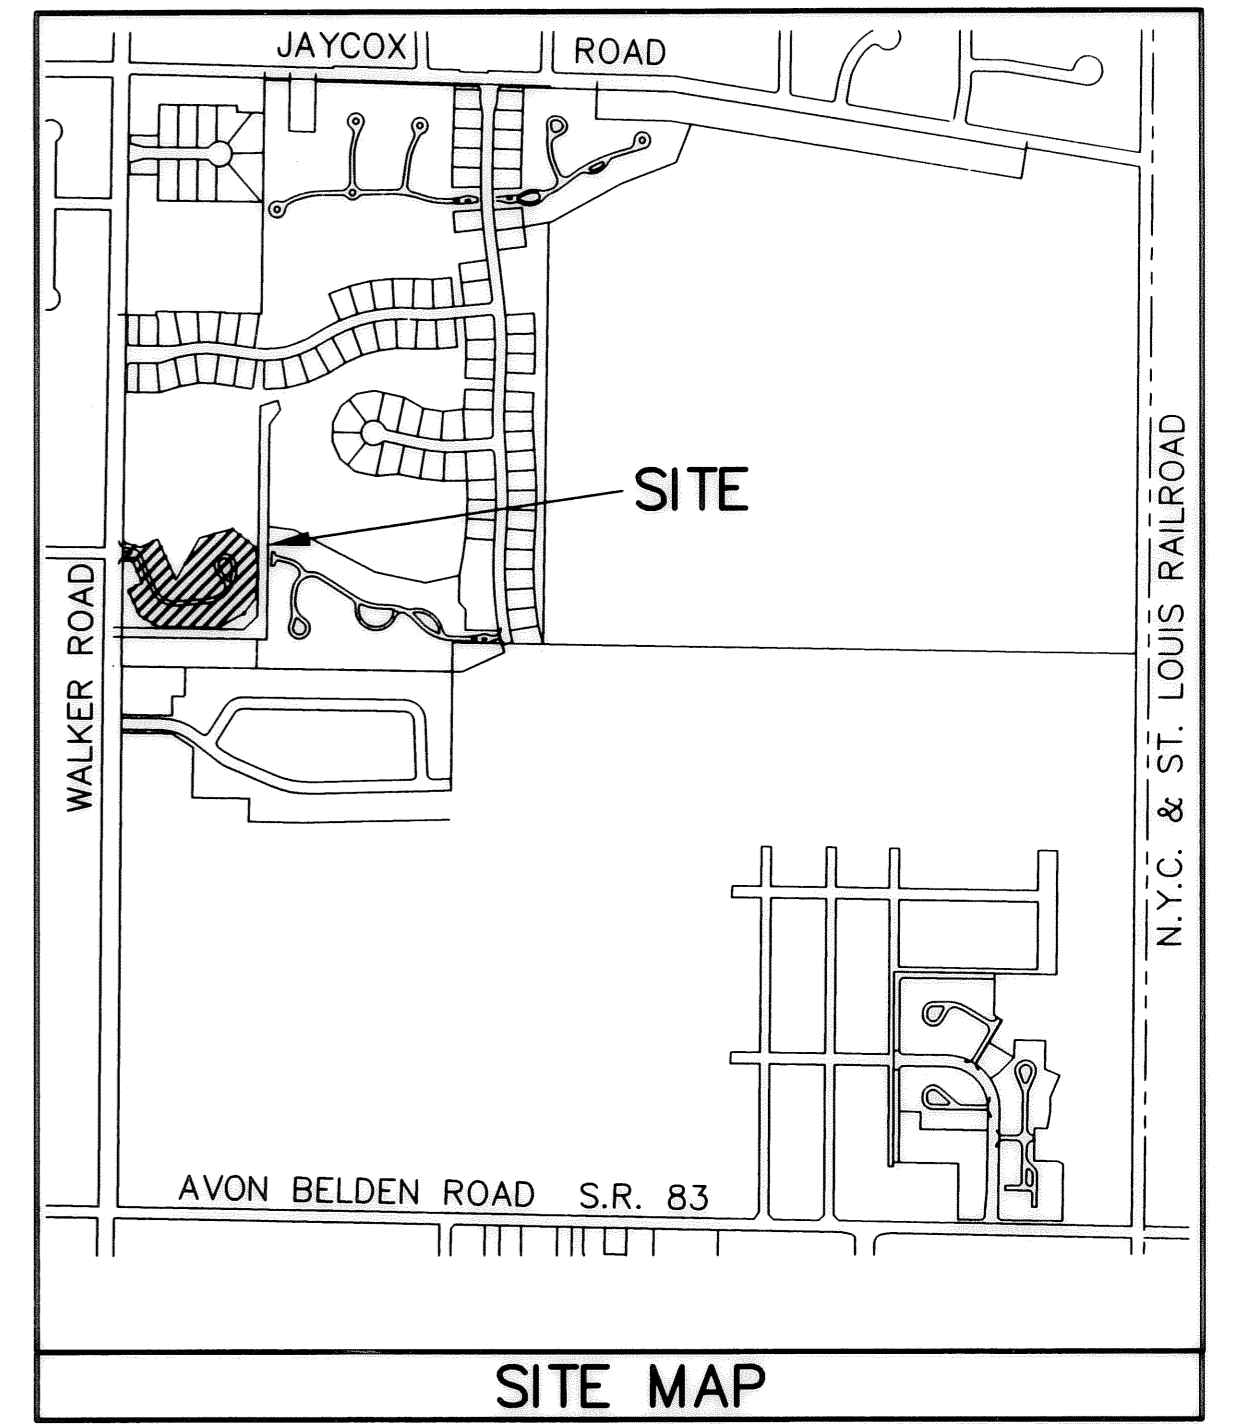 JAYCOX ROAD
SITE
WALKER ROAD
N.Y.C. & ST. LOUIS RAILROAD
AVON BELDEN ROAD S.R. 83
SITE MAP